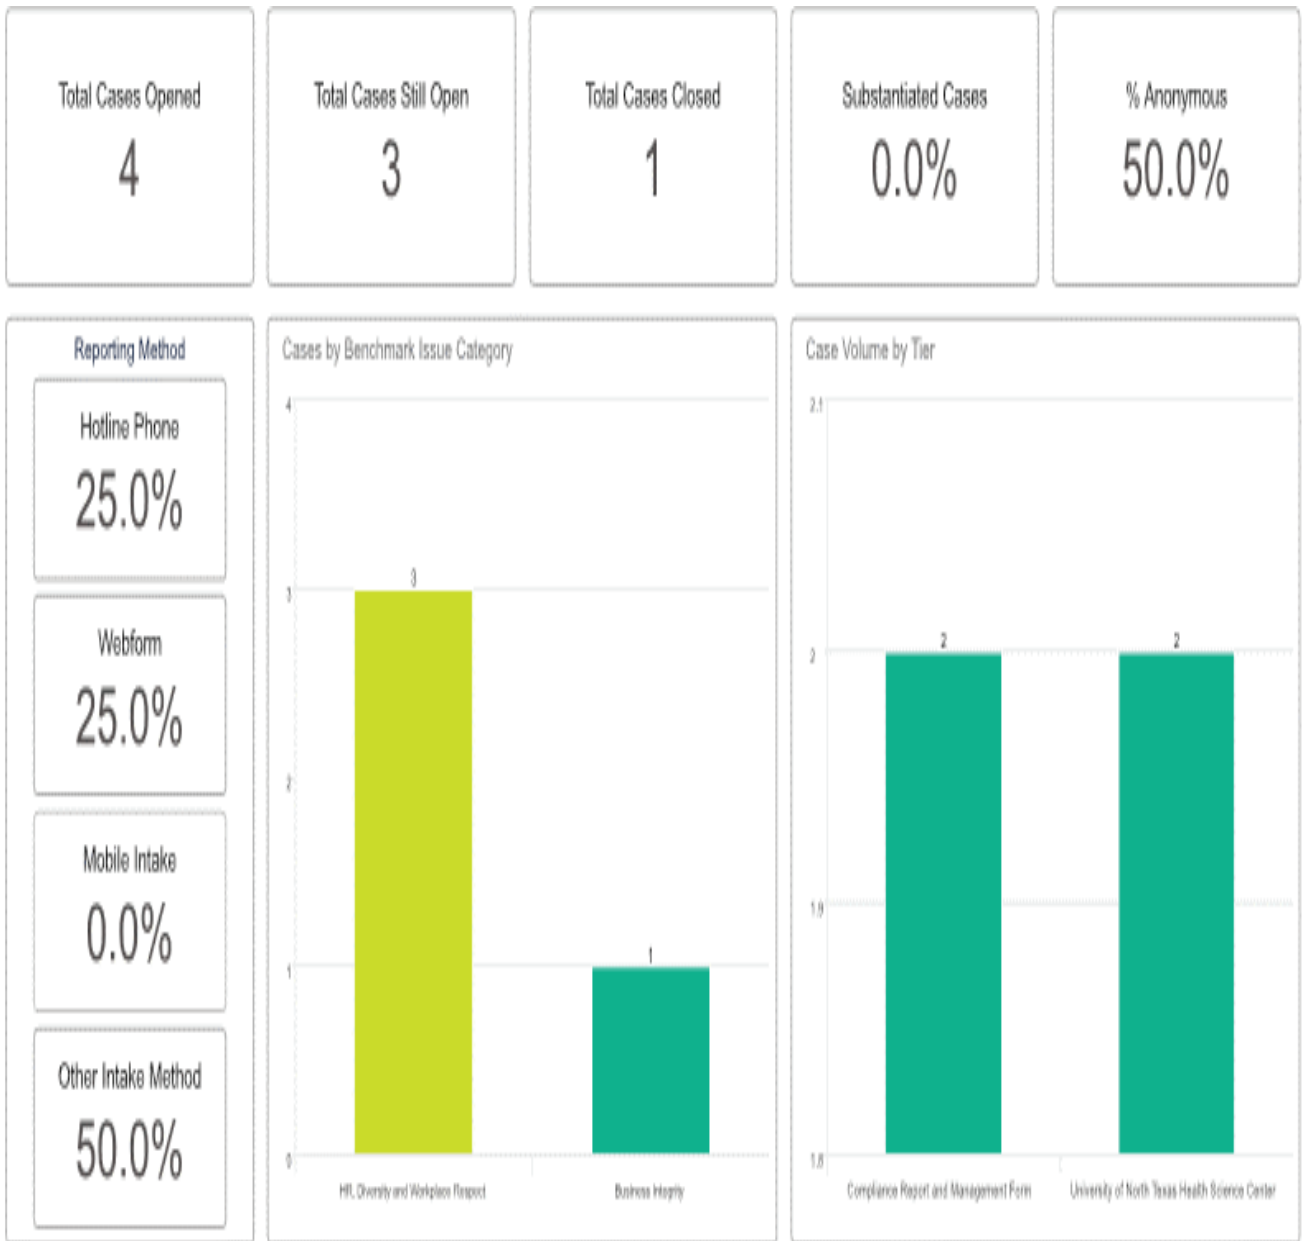 Total Cases Opened
4
Total Cases Still Open
3
Total Cases Closed
1
Substantiated Cases
0.0%
% Anonymous
50.0%
Reporting Method
Hotline Phone
25.0%
Webform
25.0%
Mobile Intake
0.0%
Other Intake Method
50.0%
Cases by Benchmark Issue Category
4
3
2
1
0
3
1
HR, Diversity and Workplace Respect
Business Integrity
Case Volume by Tier
2.1
2
1.9
1.8
2
2
Compliance Report and Management Form
University of North Texas Health Science Center